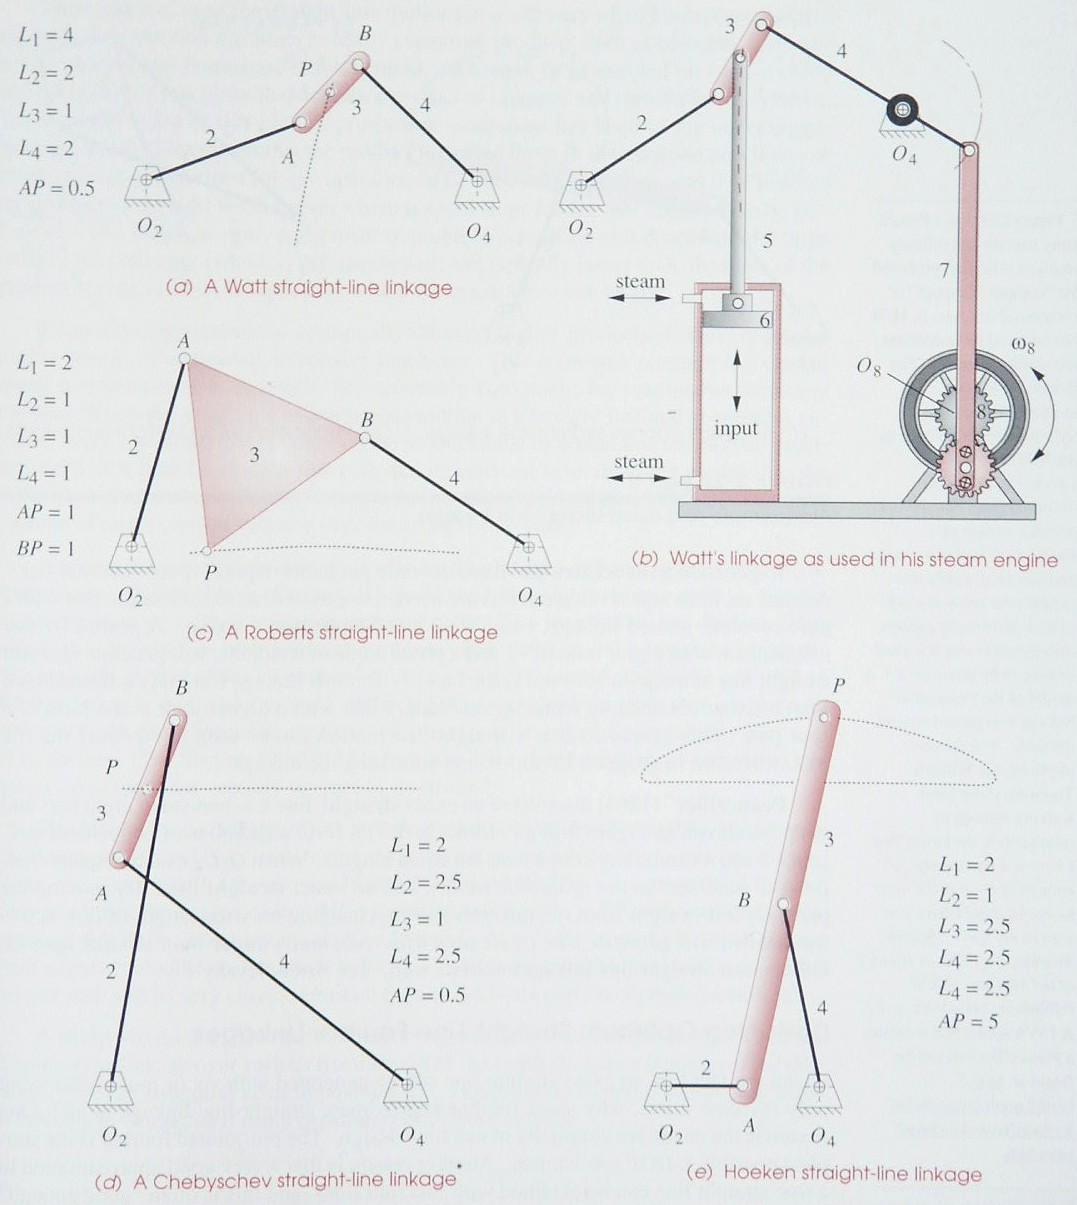 L1 = 4
L2 = 2
L3 = 1
L4 = 2
AP = 0.5
B
P
3
4
2
A
O2
O4
(a) A Watt straight-line linkage
3
4
2
O4
O2
5
7
steam
6
input
steam
O8
ω8
8
(b) Watt's linkage as used in his steam engine
L1 = 2
L2 = 1
L3 = 1
L4 = 1
AP = 1
BP = 1
A
B
2
3
4
P
O2
O4
(c) A Roberts straight-line linkage
B
P
3
A
2
4
O2
O4
L1 = 2
L2 = 2.5
L3 = 1
L4 = 2.5
AP = 0.5
(d) A Chebyschev straight-line linkage
P
3
B
4
2
O2
A
O4
L1 = 2
L2 = 1
L3 = 2.5
L4 = 2.5
L4 = 2.5
AP = 5
(e) Hoeken straight-line linkage